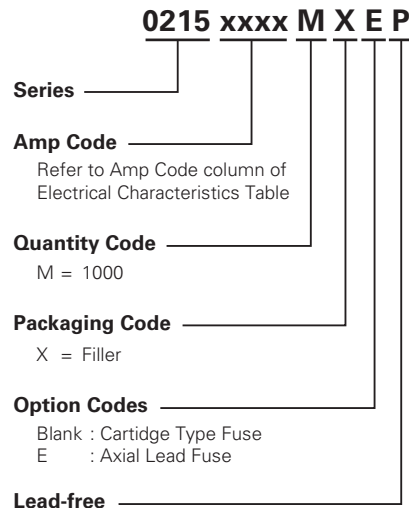 0215 xxxx M X E P
Series
Amp Code
Refer to Amp Code column of
Electrical Characteristics Table
Quantity Code
M = 1000
Packaging Code
X = Filler
Option Codes
Blank : Cartidge Type Fuse
E : Axial Lead Fuse
Lead-free